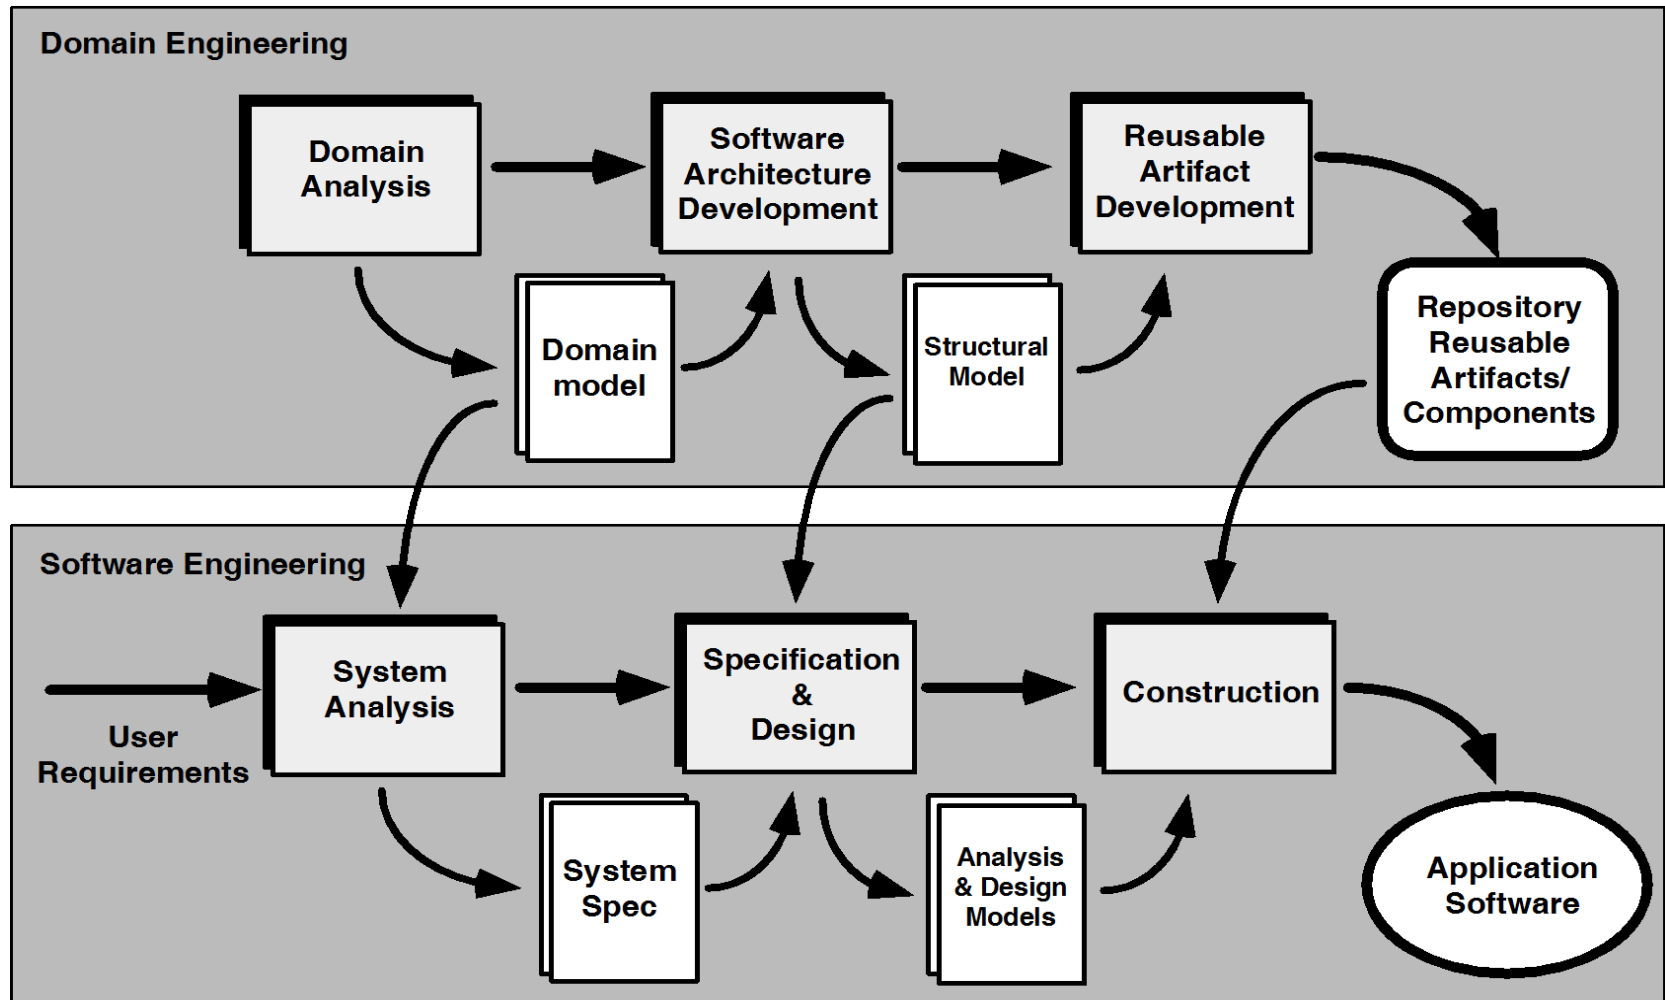 Domain Engineering
Domain
Analysis
Software
Architecture
Development
Reusable
Artifact
Development
Domain
model
Structural
Model
Repository
Reusable
Artifacts/
Components
Software Engineering
User
Requirements
System
Analysis
Specification
&
Design
Construction
System
Spec
Analysis
& Design
Models
Application
Software